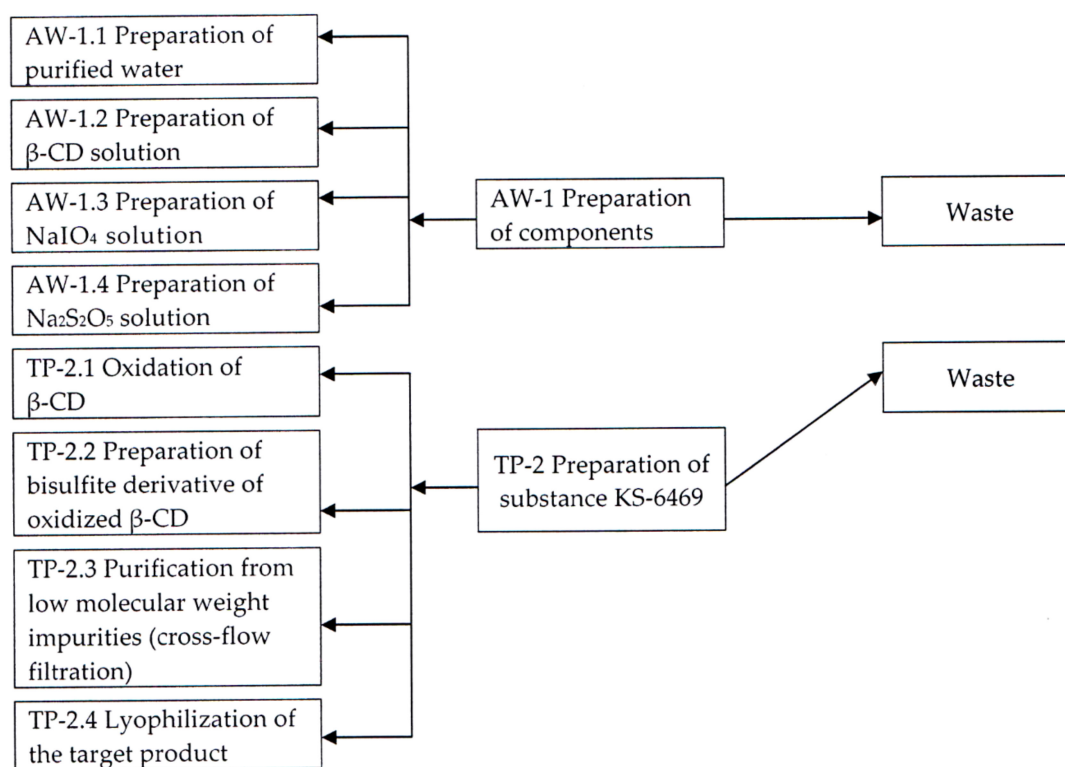 AW-1.1 Preparation of
purified water
AW-1.2 Preparation of
β-CD solution
AW-1.3 Preparation of
NaIO₄ solution
AW-1.4 Preparation of
Na₂S₂O₅ solution
AW-1 Preparation
of components
Waste
TP-2.1 Oxidation of
β-CD
TP-2.2 Preparation of
bisulfite derivative of
oxidized β-CD
TP-2.3 Purification from
low molecular weight
impurities (cross-flow
filtration)
TP-2.4 Lyophilization of
the target product
TP-2 Preparation of
substance KS-6469
Waste